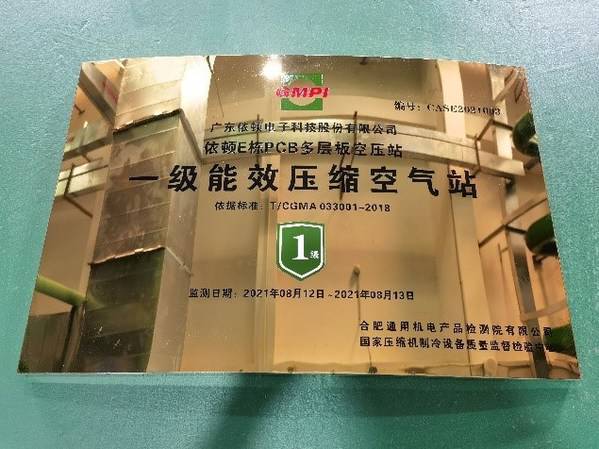 GMPI
编号：CASE2021003
广东依顿电子科技股份有限公司
依顿E栋PCB多层板空压站
一级能效压缩空气站
依据标准：T/CGMA 033001-2018
1级
监测日期：2021年08月12日~2021年08月13日
合肥通用机电产品检测院有限公司
国家压缩机制冷设备质量监督检验中心